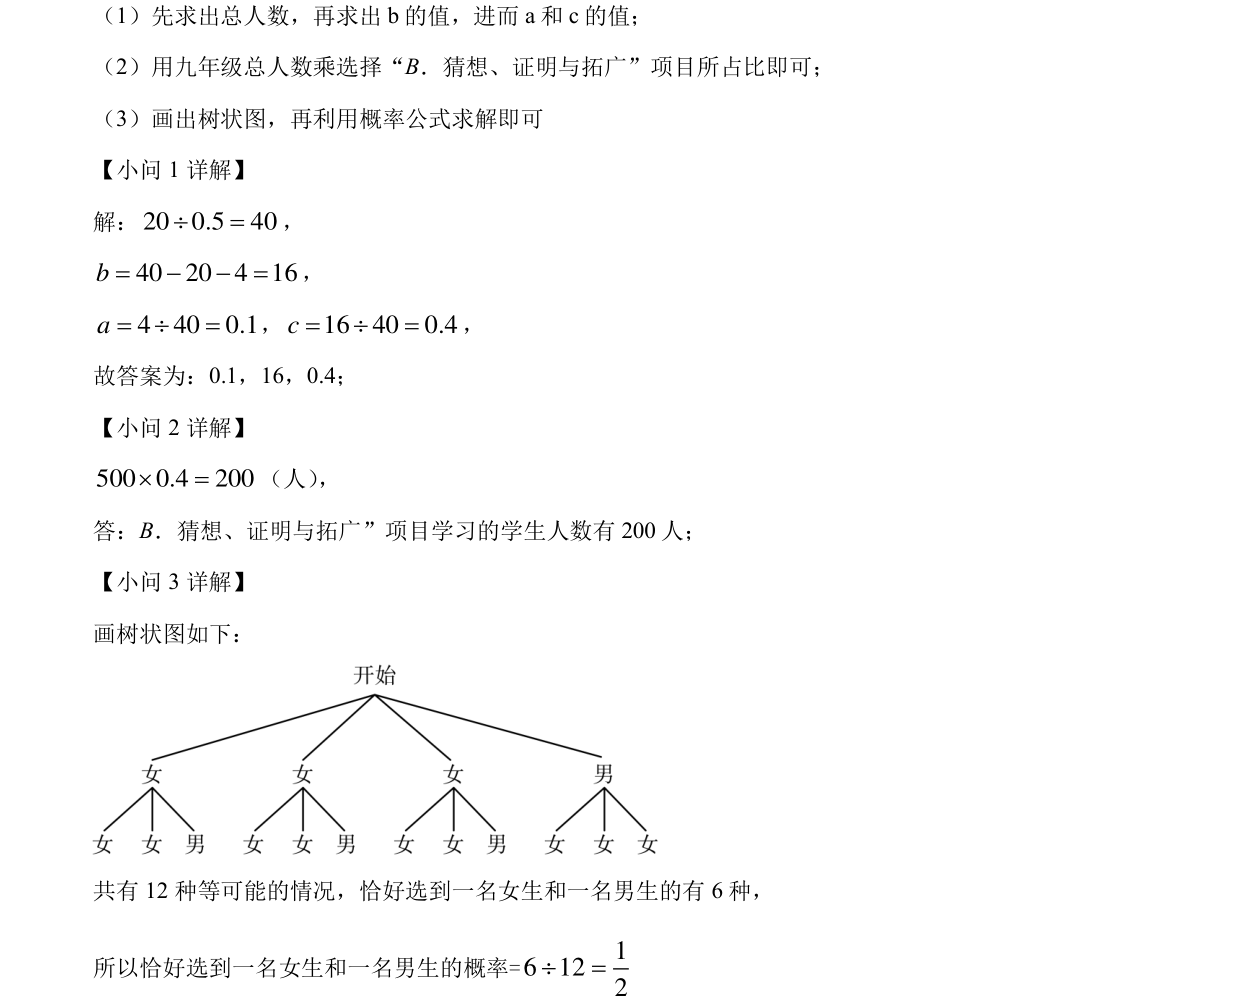 （1）先求出总人数，再求出 b 的值，进而 a 和 c 的值；
（2）用九年级总人数乘选择“B．猜想、证明与拓广”项目所占比即可；
（3）画出树状图，再利用概率公式求解即可
【小问 1 详解】
解：20÷0.5＝40，
b＝40－20－4＝16，
a＝4÷40＝0.1，c＝16÷40＝0.4，
故答案为：0.1，16，0.4；
【小问 2 详解】
500×0.4＝200（人），
答：B．猜想、证明与拓广”项目学习的学生人数有 200 人；
【小问 3 详解】
画树状图如下：
开始
女 女 女 男
女 女 男 女 女 男 女 女 男 女 女 女
共有 12 种等可能的情况，恰好选到一名女生和一名男生的有 6 种，
所以恰好选到一名女生和一名男生的概率=6÷12＝1/2